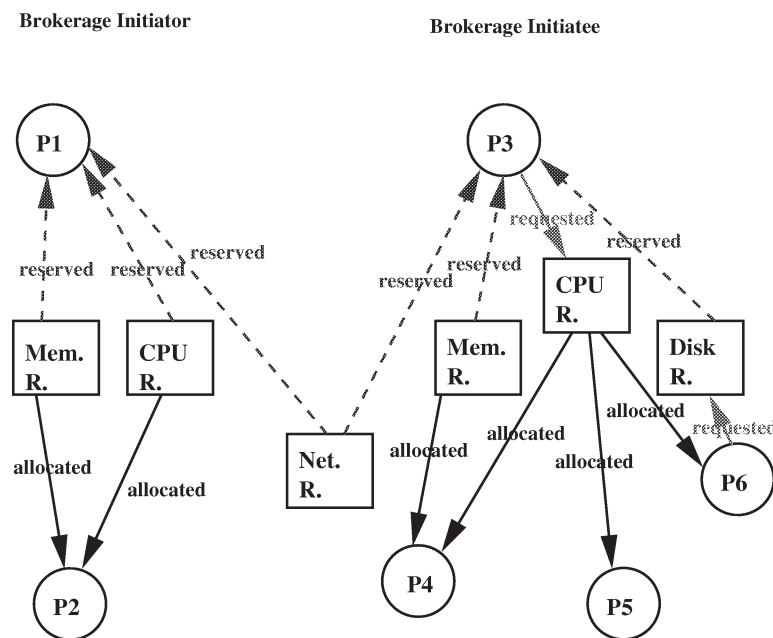 Brokerage Initiator
Brokerage Initiatee
P1
P3
requested
reserved
reserved
reserved
reserved
reserved
reserved
CPU
R.
Mem.
R.
CPU
R.
Mem.
R.
Disk
R.
allocated
requested
allocated
allocated
allocated
allocated
allocated
Net.
R.
P6
P4
P2
P5